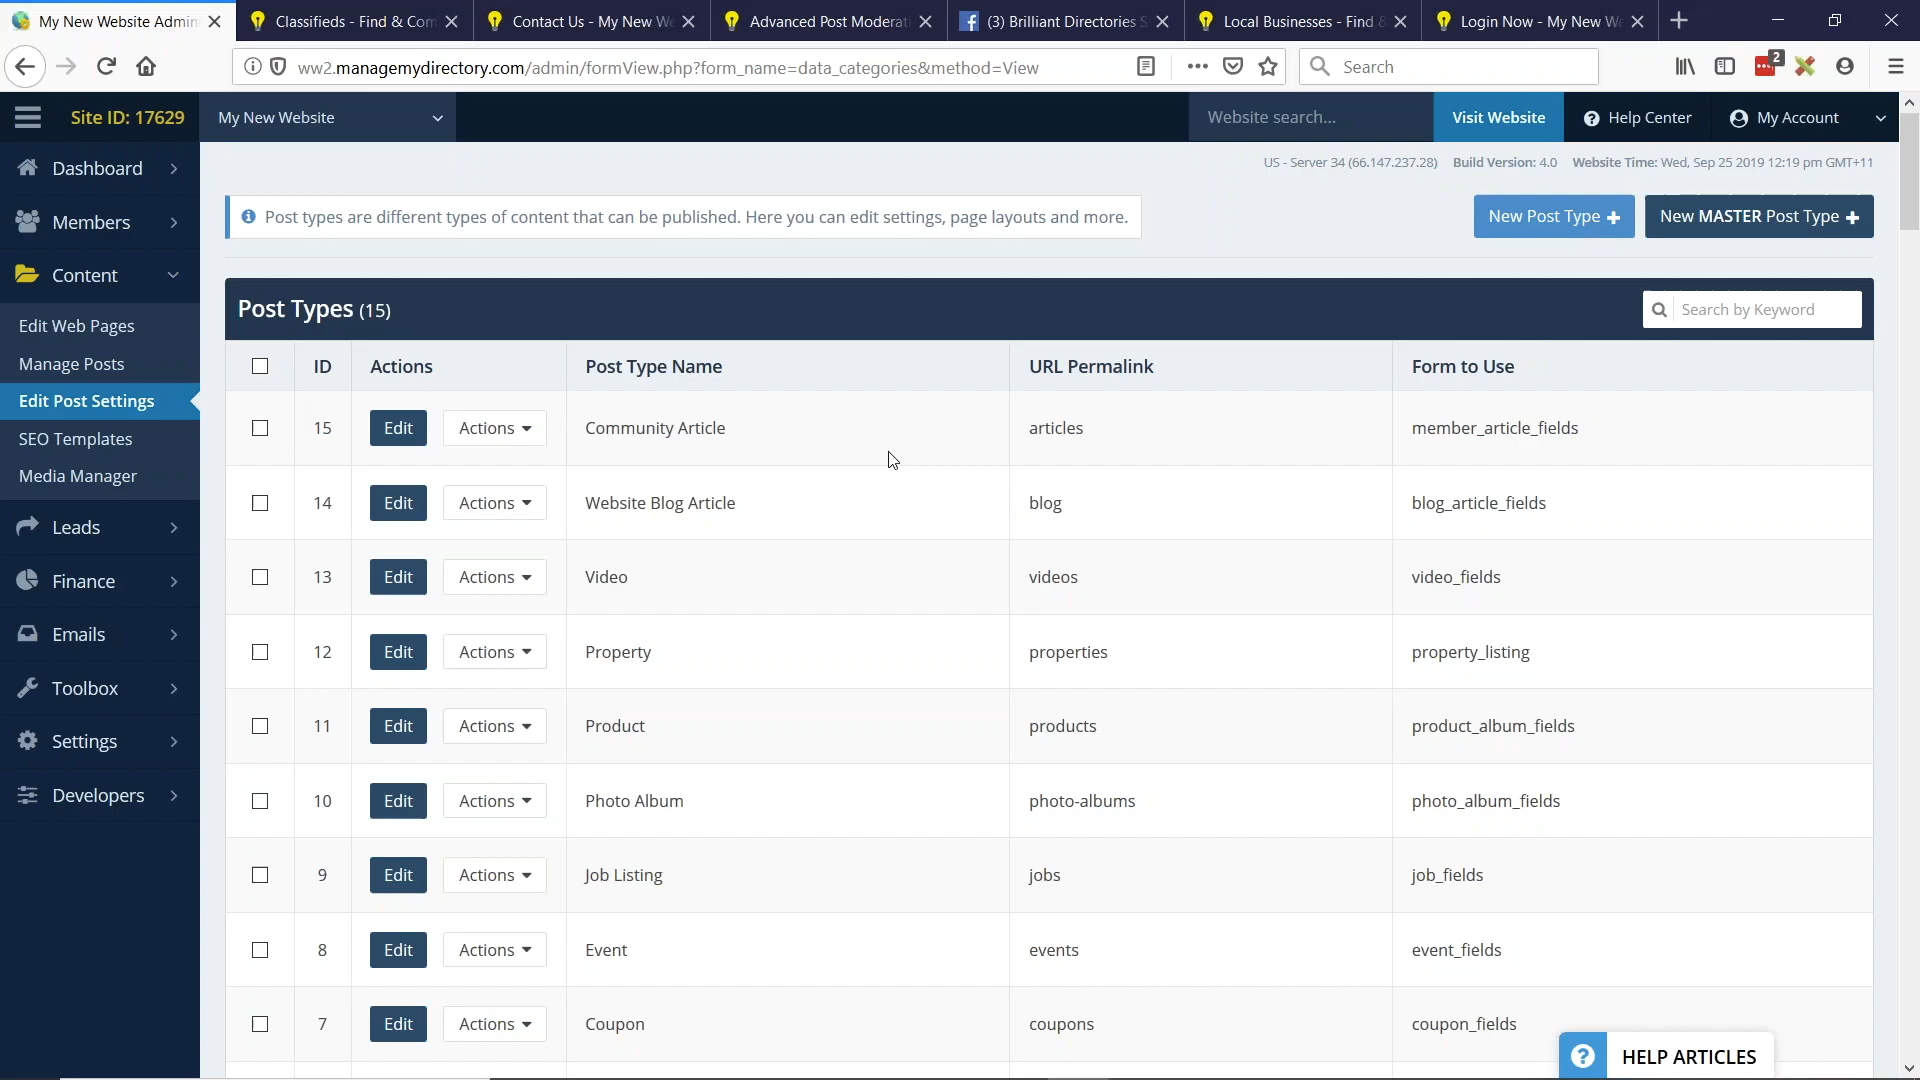 My New Website Admin
Classifieds - Find & Com
Contact Us - My New We
Advanced Post Moderati
(3) Brilliant Directories S
Local Businesses - Find &
Login Now - My New We
ww2.managemydirectory.com/admin/formView.php?form_name=data_categories&method=View
Search
2
Site ID: 17629
My New Website
Website search...
Visit Website
Help Center
My Account
US - Server 34 (66.147.237.28) Build Version: 4.0 Website Time: Wed, Sep 25 2019 12:19 pm GMT+11
Dashboard
Members
Content
Edit Web Pages
Manage Posts
Edit Post Settings
SEO Templates
Media Manager
Leads
Finance
Emails
Toolbox
Settings
Developers
Post types are different types of content that can be published. Here you can edit settings, page layouts and more.
New Post Type
New MASTER Post Type
Post Types (15)
Search by Keyword
ID Actions Post Type Name URL Permalink Form to Use
15 Edit Actions Community Article articles member_article_fields
14 Edit Actions Website Blog Article blog blog_article_fields
13 Edit Actions Video videos video_fields
12 Edit Actions Property properties property_listing
11 Edit Actions Product products product_album_fields
10 Edit Actions Photo Album photo-albums photo_album_fields
9 Edit Actions Job Listing jobs job_fields
8 Edit Actions Event events event_fields
7 Edit Actions Coupon coupons coupon_fields
? HELP ARTICLES